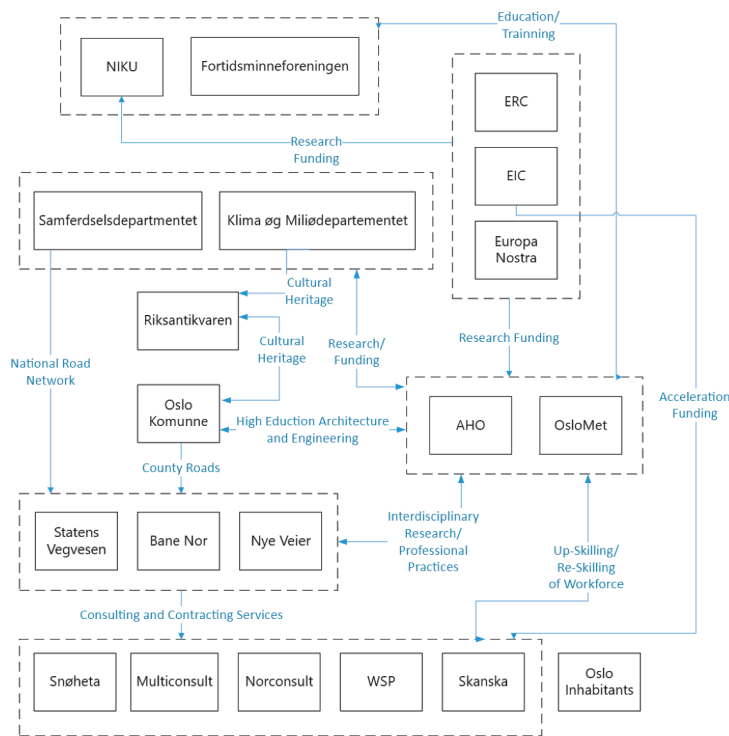 Education/
Trainning
NIKU
Fortidsminneforeningen
ERC
Research
Funding
EIC
Samferdselsdepartmentet
Klima øg Miliødepartementet
Europa
Nostra
Cultural
Heritage
Riksantikvaren
Cultural
Heritage
Research/
Funding
Research Funding
National Road
Network
Oslo
Komunne
High Eduction Architecture
and Engineering
AHO
OsloMet
Acceleration
Funding
County Roads
Statens
Vegvesen
Bane Nor
Nye Veier
Interdisciplinary
Research/
Professional
Practices
Up-Skilling/
Re-Skilling
of Workforce
Consulting and Contracting Services
Snøheta
Multiconsult
Norconsult
WSP
Skanska
Oslo
Inhabitants